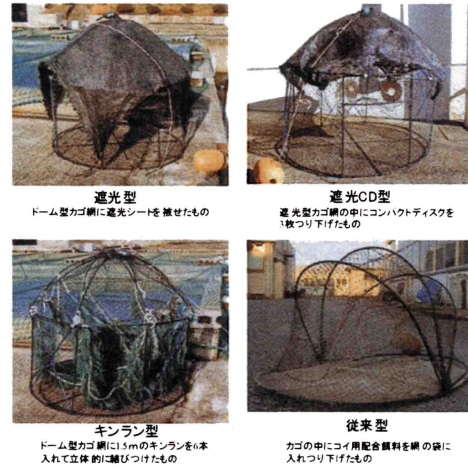 遮光型
ドーム型カゴ網に遮光シートを被せたもの
遮光CD型
遮光型カゴ網の中にコンパクトディスクを
3枚つり下げたもの
キンラン型
ドーム型カゴ網に1.5mのキンランを6本
入れて立体的に結びつけたもの
従来型
カゴの中にコイ用配合飼料を網の袋に
入れつり下げたもの